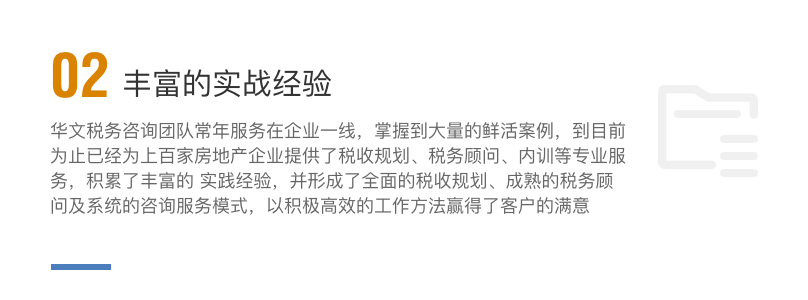 02 丰富的实战经验
华文税务咨询团队常年服务在企业一线，掌握到大量的鲜活案例，到目前
为止已经为上百家房地产企业提供了税收规划、税务顾问、内训等专业服
务，积累了丰富的 实践经验，并形成了全面的税收规划、成熟的税务顾
问及系统的咨询服务模式，以积极高效的工作方法赢得了客户的满意